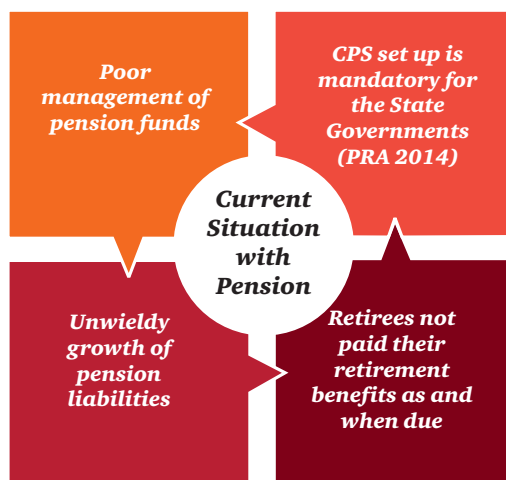 Poor
management of
pension funds
CPS set up is
mandatory for
the State
Governments
(PRA 2014)
Current
Situation
with
Pension
Unwieldy
growth of
pension
liabilities
Retirees not
paid their
retirement
benefits as and
when due